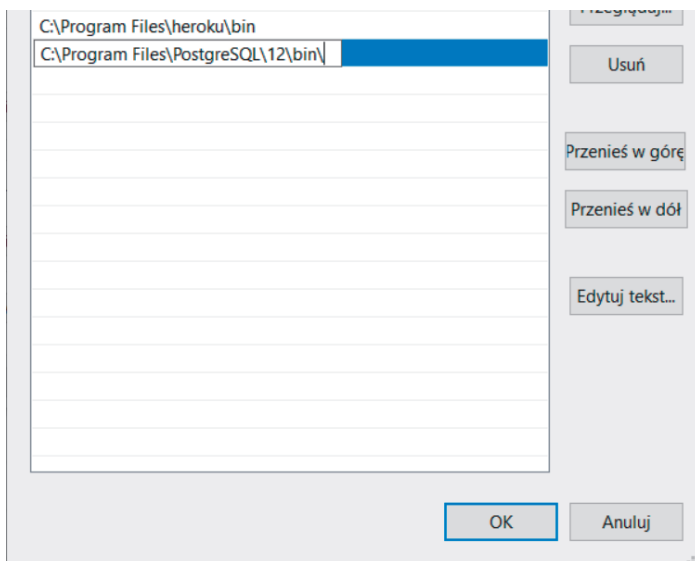 C:\Program Files\heroku\bin
C:\Program Files\PostgreSQL\12\bin\
Usuń
Przenieś w górę
Przenieś w dół
Edytuj tekst...
OK
Anuluj